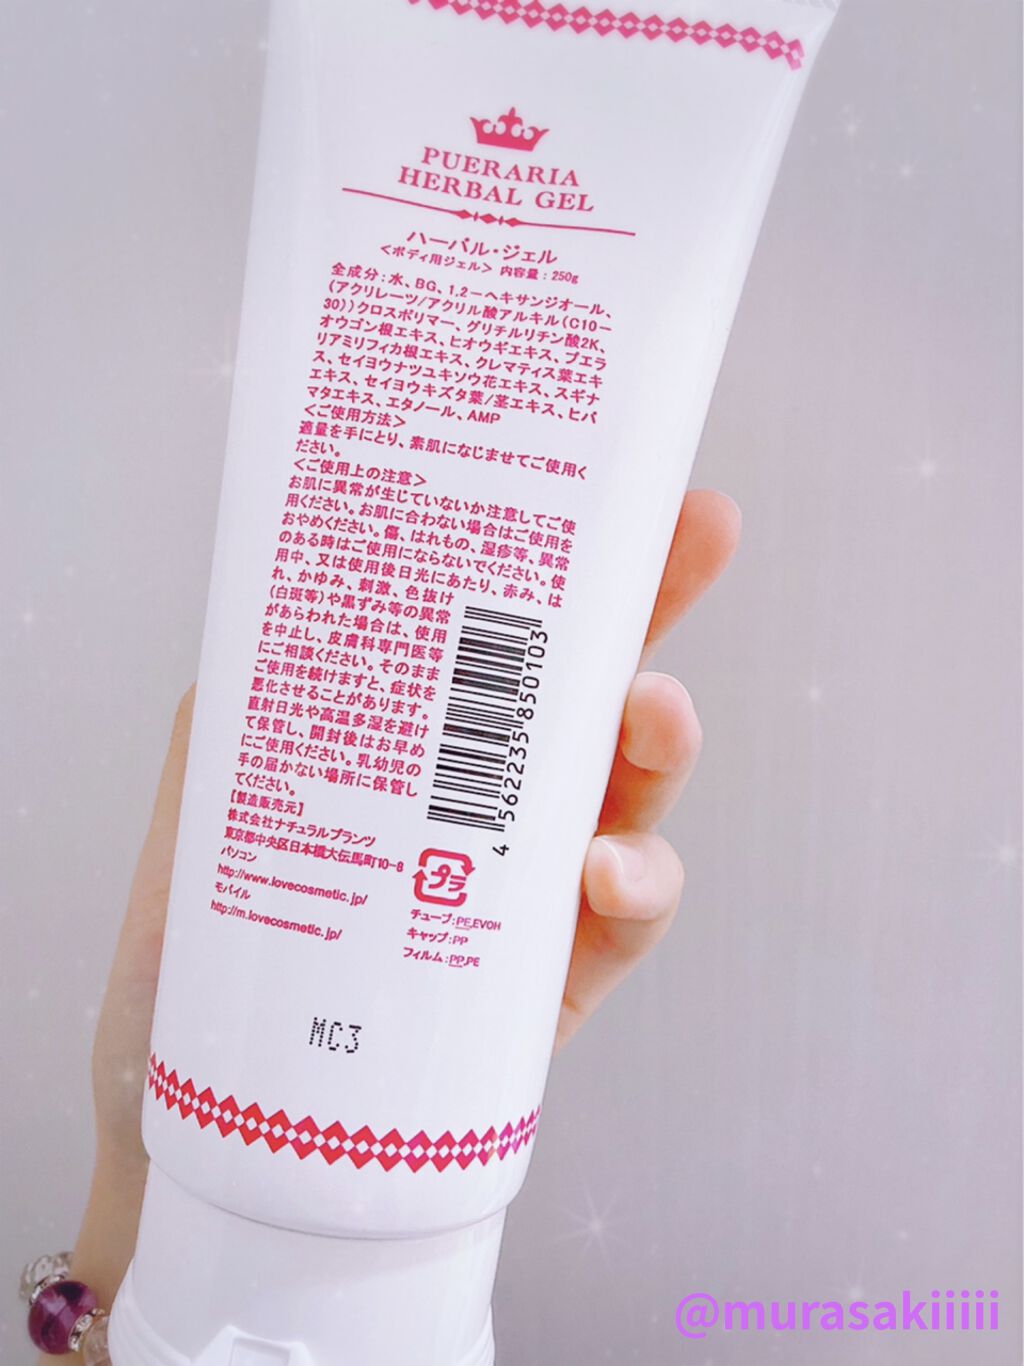 PUERARIA
HERBAL GEL
ハーバル・ジェル
＜ボディ用ジェル＞ 内容量：250g
全成分：水、BG、1,2－ヘキサンジオール、
(アクリレーツ/アクリル酸アルキル(C10－
30))クロスポリマー、グリチルリチン酸2K、
オウゴン根エキス、ヒオウギエキス、プエラ
リアミリフィカ根エキス、クレマティス葉エキ
ス、セイヨウナツユキソウ花エキス、スギナ
エキス、セイヨウキズタ葉/茎エキス、ヒバ
マタエキス、エタノール、AMP
＜ご使用方法＞
適量を手にとり、素肌になじませてご使用く
ださい。
＜ご使用上の注意＞
お肌に異常が生じていないか注意してご使
用ください。お肌に合わない場合はご使用を
おやめください。傷、はれもの、湿疹等、異常
のある時はご使用にならないでください。使
用中、又は使用後日光にあたり、赤み、は
れ、かゆみ、刺激、色抜け
(白斑等)や黒ずみ等の異常
があらわれた場合は、使用
を中止し、皮膚科専門医等
にご相談ください。そのまま
ご使用を続けますと、症状を
悪化させることがあります。
直射日光や高温多湿を避け
て保管し、開封後はお早め
にご使用ください。乳幼児の
手の届かない場所に保管し
てください。
【製造販売元】
株式会社ナチュラルプランツ
東京都中央区日本橋大伝馬町10-8
パソコン
http://www.lovecosmetic.jp/
モバイル
http://m.lovecosmetic.jp/
4 562235 850103
プラ
チューブ：PE,EVOH
キャップ：PP
フィルム：PP,PE
MC3
@murasakiiiii